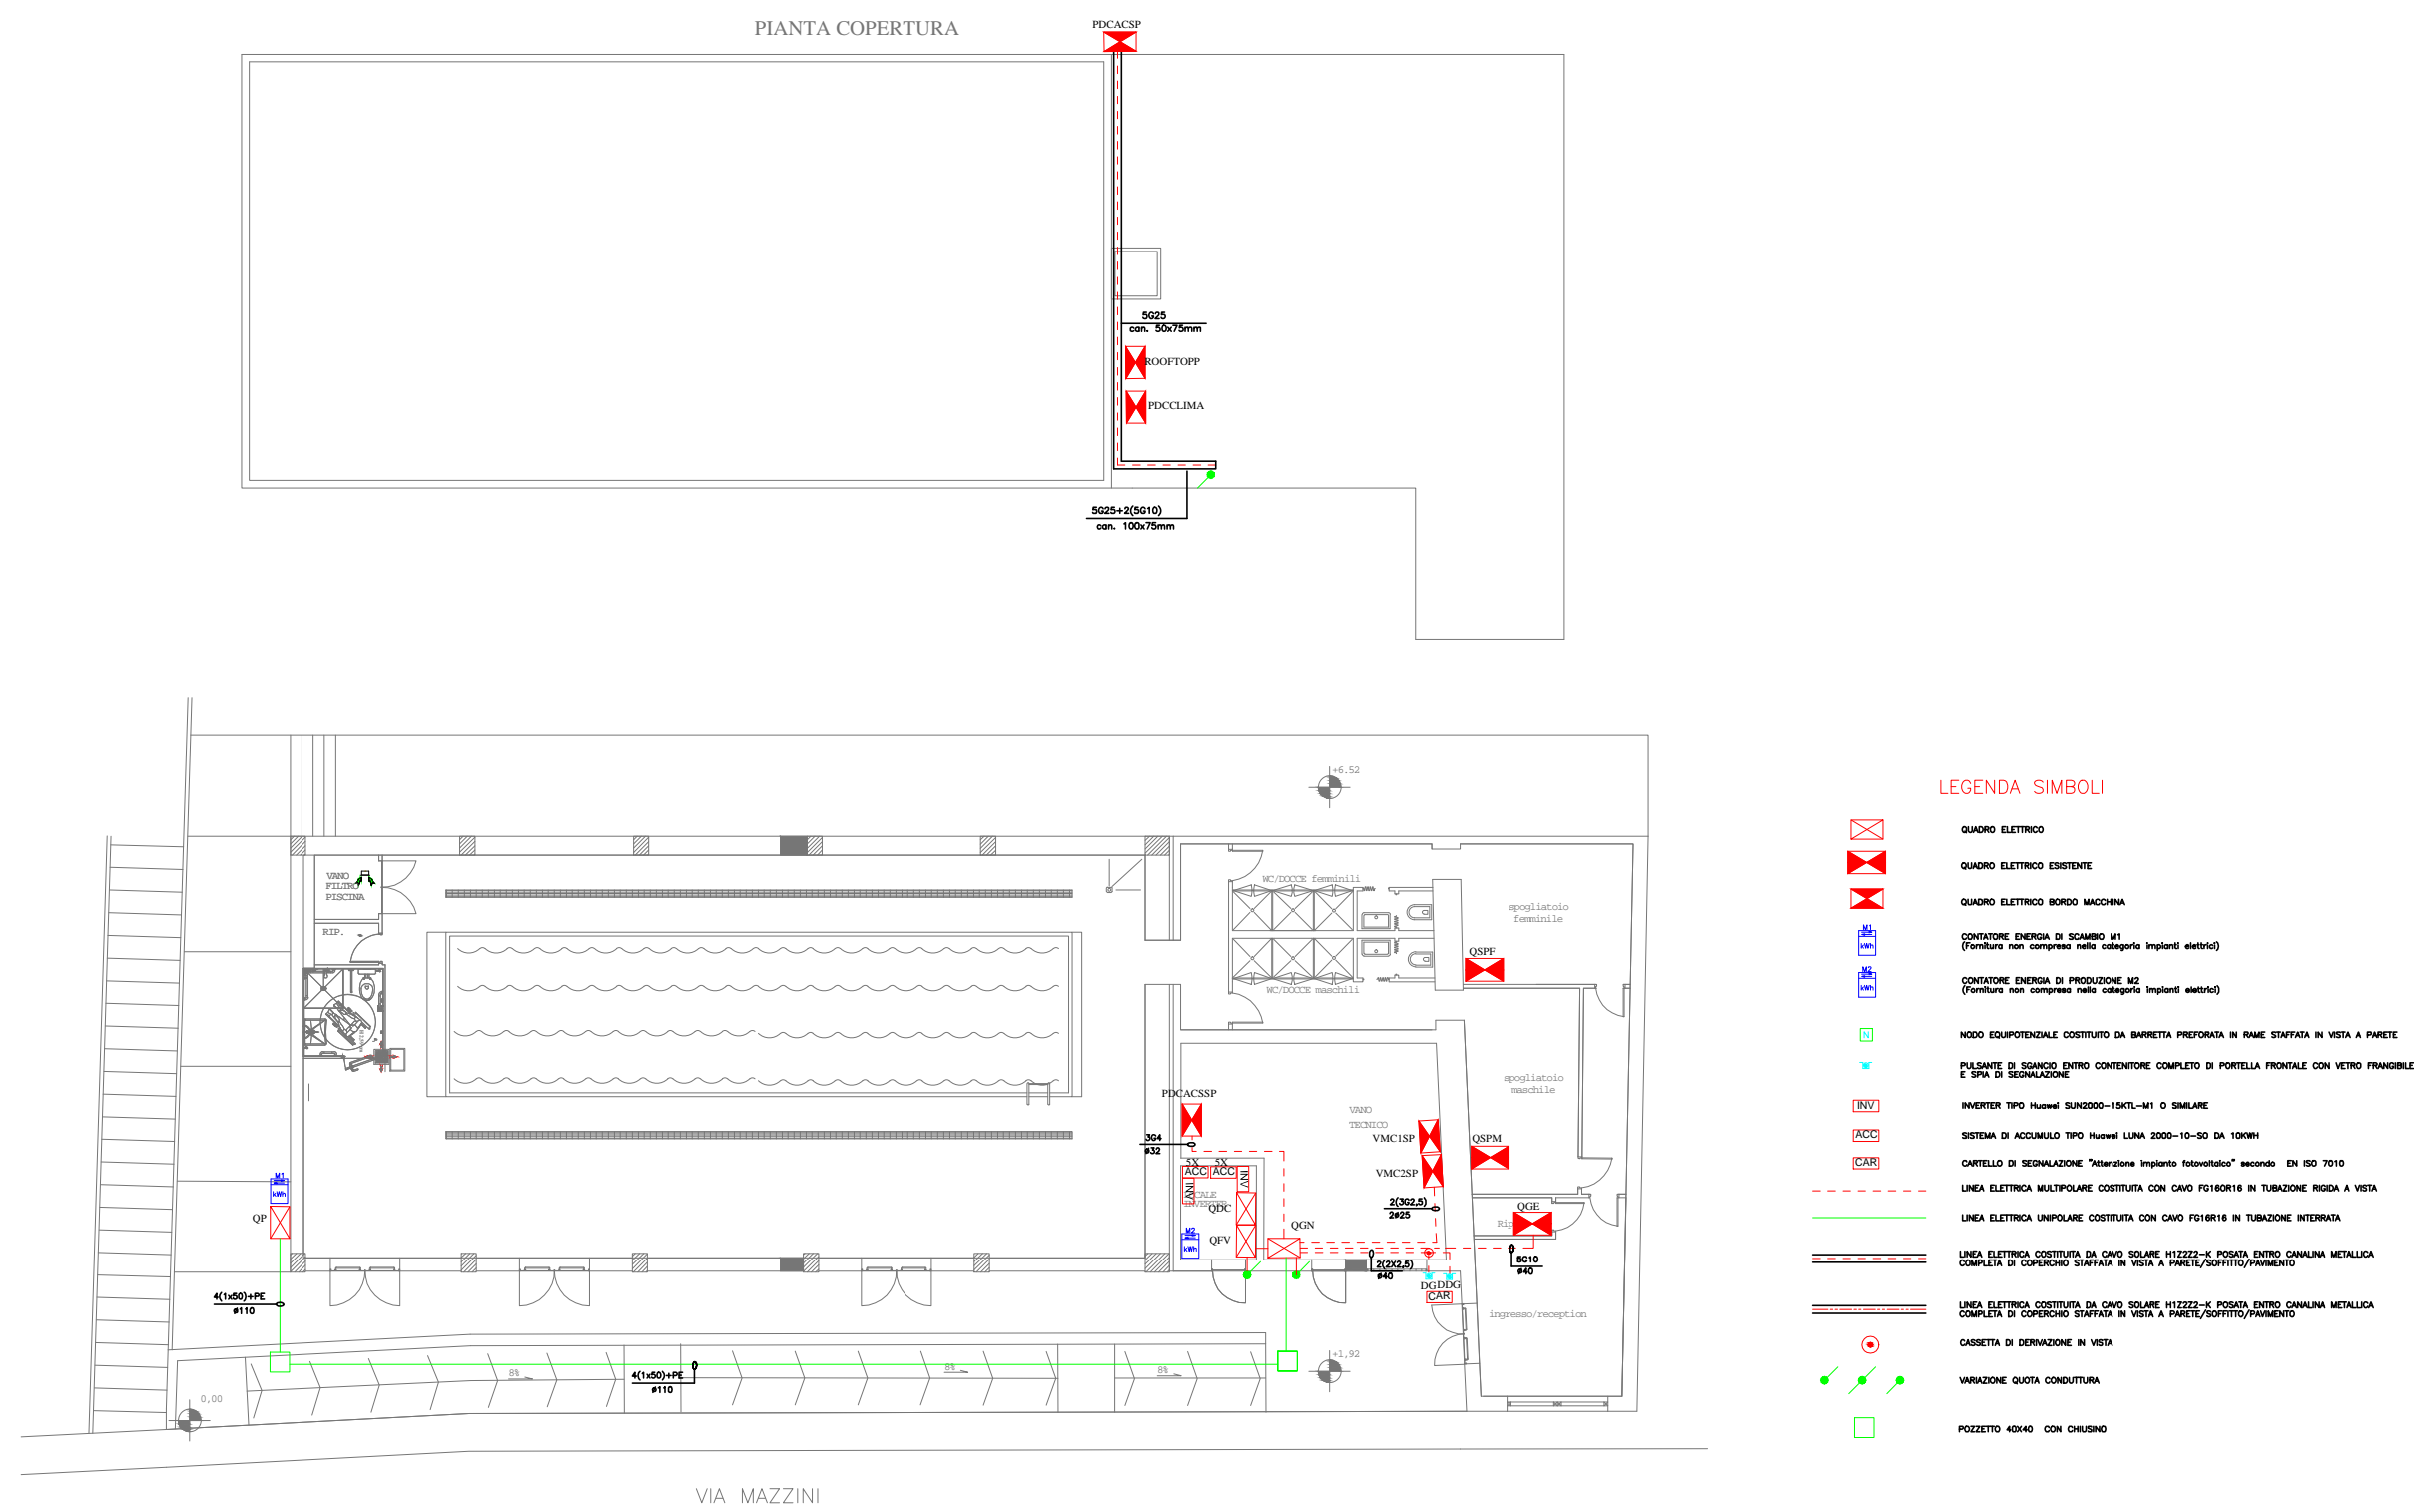 PIANTA COPERTURA
PDCACSP
5G25
can. 50x75mm
ROOFTOPP
PDCCLIMA
5G25+2(5G10)
can. 100x75mm
+6.52
VANO
FILTRO
PISCINA
RIP.
WC/DOCCE femminili
WC/DOCCE maschili
spogliatoio
femminile
QSPF
spogliatoio
maschile
QSPM
PDCACSSP
VANO
TECNICO
VMC1SP
VMC2SP
3G4
ø32
5X 5X
ACC ACC INV
INV
QDC
QFV
M2
kWh
QGN
2(3G2,5)
2ø25
QGE
2(2X2,5)
ø40
5G10
ø40
DG DDG
CAR
ingresso/reception
M1
kWh
QP
4(1x50)+PE
ø110
4(1x50)+PE
ø110
8%
8%
8%
0,00
+1,92
VIA MAZZINI
LEGENDA SIMBOLI
QUADRO ELETTRICO
QUADRO ELETTRICO ESISTENTE
QUADRO ELETTRICO BORDO MACCHINA
M1
kWh
CONTATORE ENERGIA DI SCAMBIO M1
(Fornitura non compresa nella categoria impianti elettrici)
M2
kWh
CONTATORE ENERGIA DI PRODUZIONE M2
(Fornitura non compresa nella categoria impianti elettrici)
N
NODO EQUIPOTENZIALE COSTITUITO DA BARRETTA PREFORATA IN RAME STAFFATA IN VISTA A PARETE
PULSANTE DI SGANCIO ENTRO CONTENITORE COMPLETO DI PORTELLA FRONTALE CON VETRO FRANGIBILE
E SPIA DI SEGNALAZIONE
INV
INVERTER TIPO Huawei SUN2000-15KTL-M1 O SIMILARE
ACC
SISTEMA DI ACCUMULO TIPO Huawei LUNA 2000-10-S0 DA 10KWH
CAR
CARTELLO DI SEGNALAZIONE "Attenzione impianto fotovoltaico" secondo EN ISO 7010
LINEA ELETTRICA MULTIPOLARE COSTITUITA CON CAVO FG16OR16 IN TUBAZIONE RIGIDA A VISTA
LINEA ELETTRICA UNIPOLARE COSTITUITA CON CAVO FG16R16 IN TUBAZIONE INTERRATA
LINEA ELETTRICA COSTITUITA DA CAVO SOLARE H1Z2Z2-K POSATA ENTRO CANALINA METALLICA
COMPLETA DI COPERCHIO STAFFATA IN VISTA A PARETE/SOFFITTO/PAVIMENTO
LINEA ELETTRICA COSTITUITA DA CAVO SOLARE H1Z2Z2-K POSATA ENTRO CANALINA METALLICA
COMPLETA DI COPERCHIO STAFFATA IN VISTA A PARETE/SOFFITTO/PAVIMENTO
CASSETTA DI DERIVAZIONE IN VISTA
VARIAZIONE QUOTA CONDUTTURA
POZZETTO 40X40 CON CHIUSINO